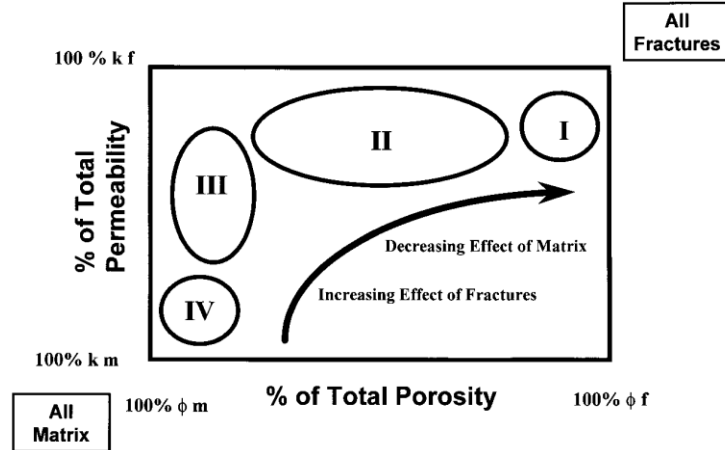 All
Fractures
100 % k f
I
II
III
% of Total
Permeability
Decreasing Effect of Matrix
Increasing Effect of Fractures
IV
100% k m
100% ϕ m
% of Total Porosity
100% ϕ f
All
Matrix